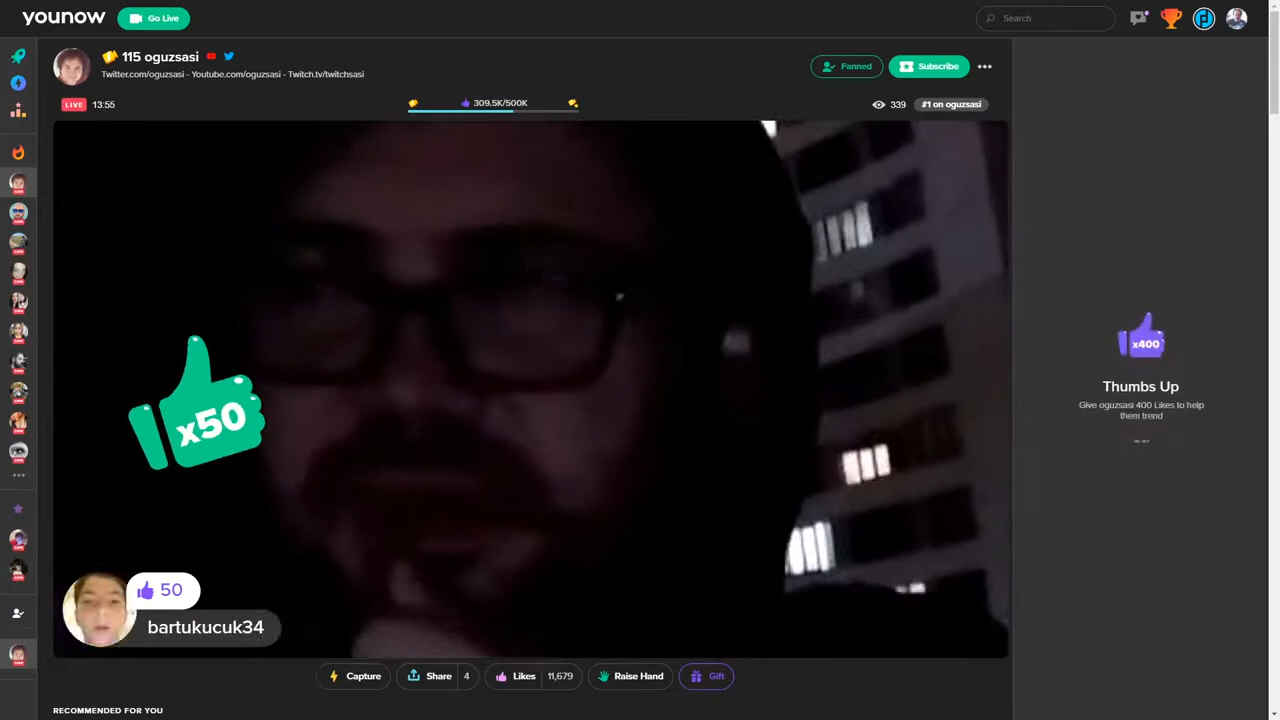 younow
Go Live
Search
115 oguzsasi
Twitter.com/oguzsasi - Youtube.com/oguzsasi - Twitch.tv/twitchsasi
Fanned
Subscribe
LIVE 13:55
309.5K/500K
339
#1 on oguzsasi
x50
50
bartukucuk34
x400
Thumbs Up
Give oguzsasi 400 Likes to help
them trend
Capture
Share 4
Likes 11,679
Raise Hand
Gift
RECOMMENDED FOR YOU